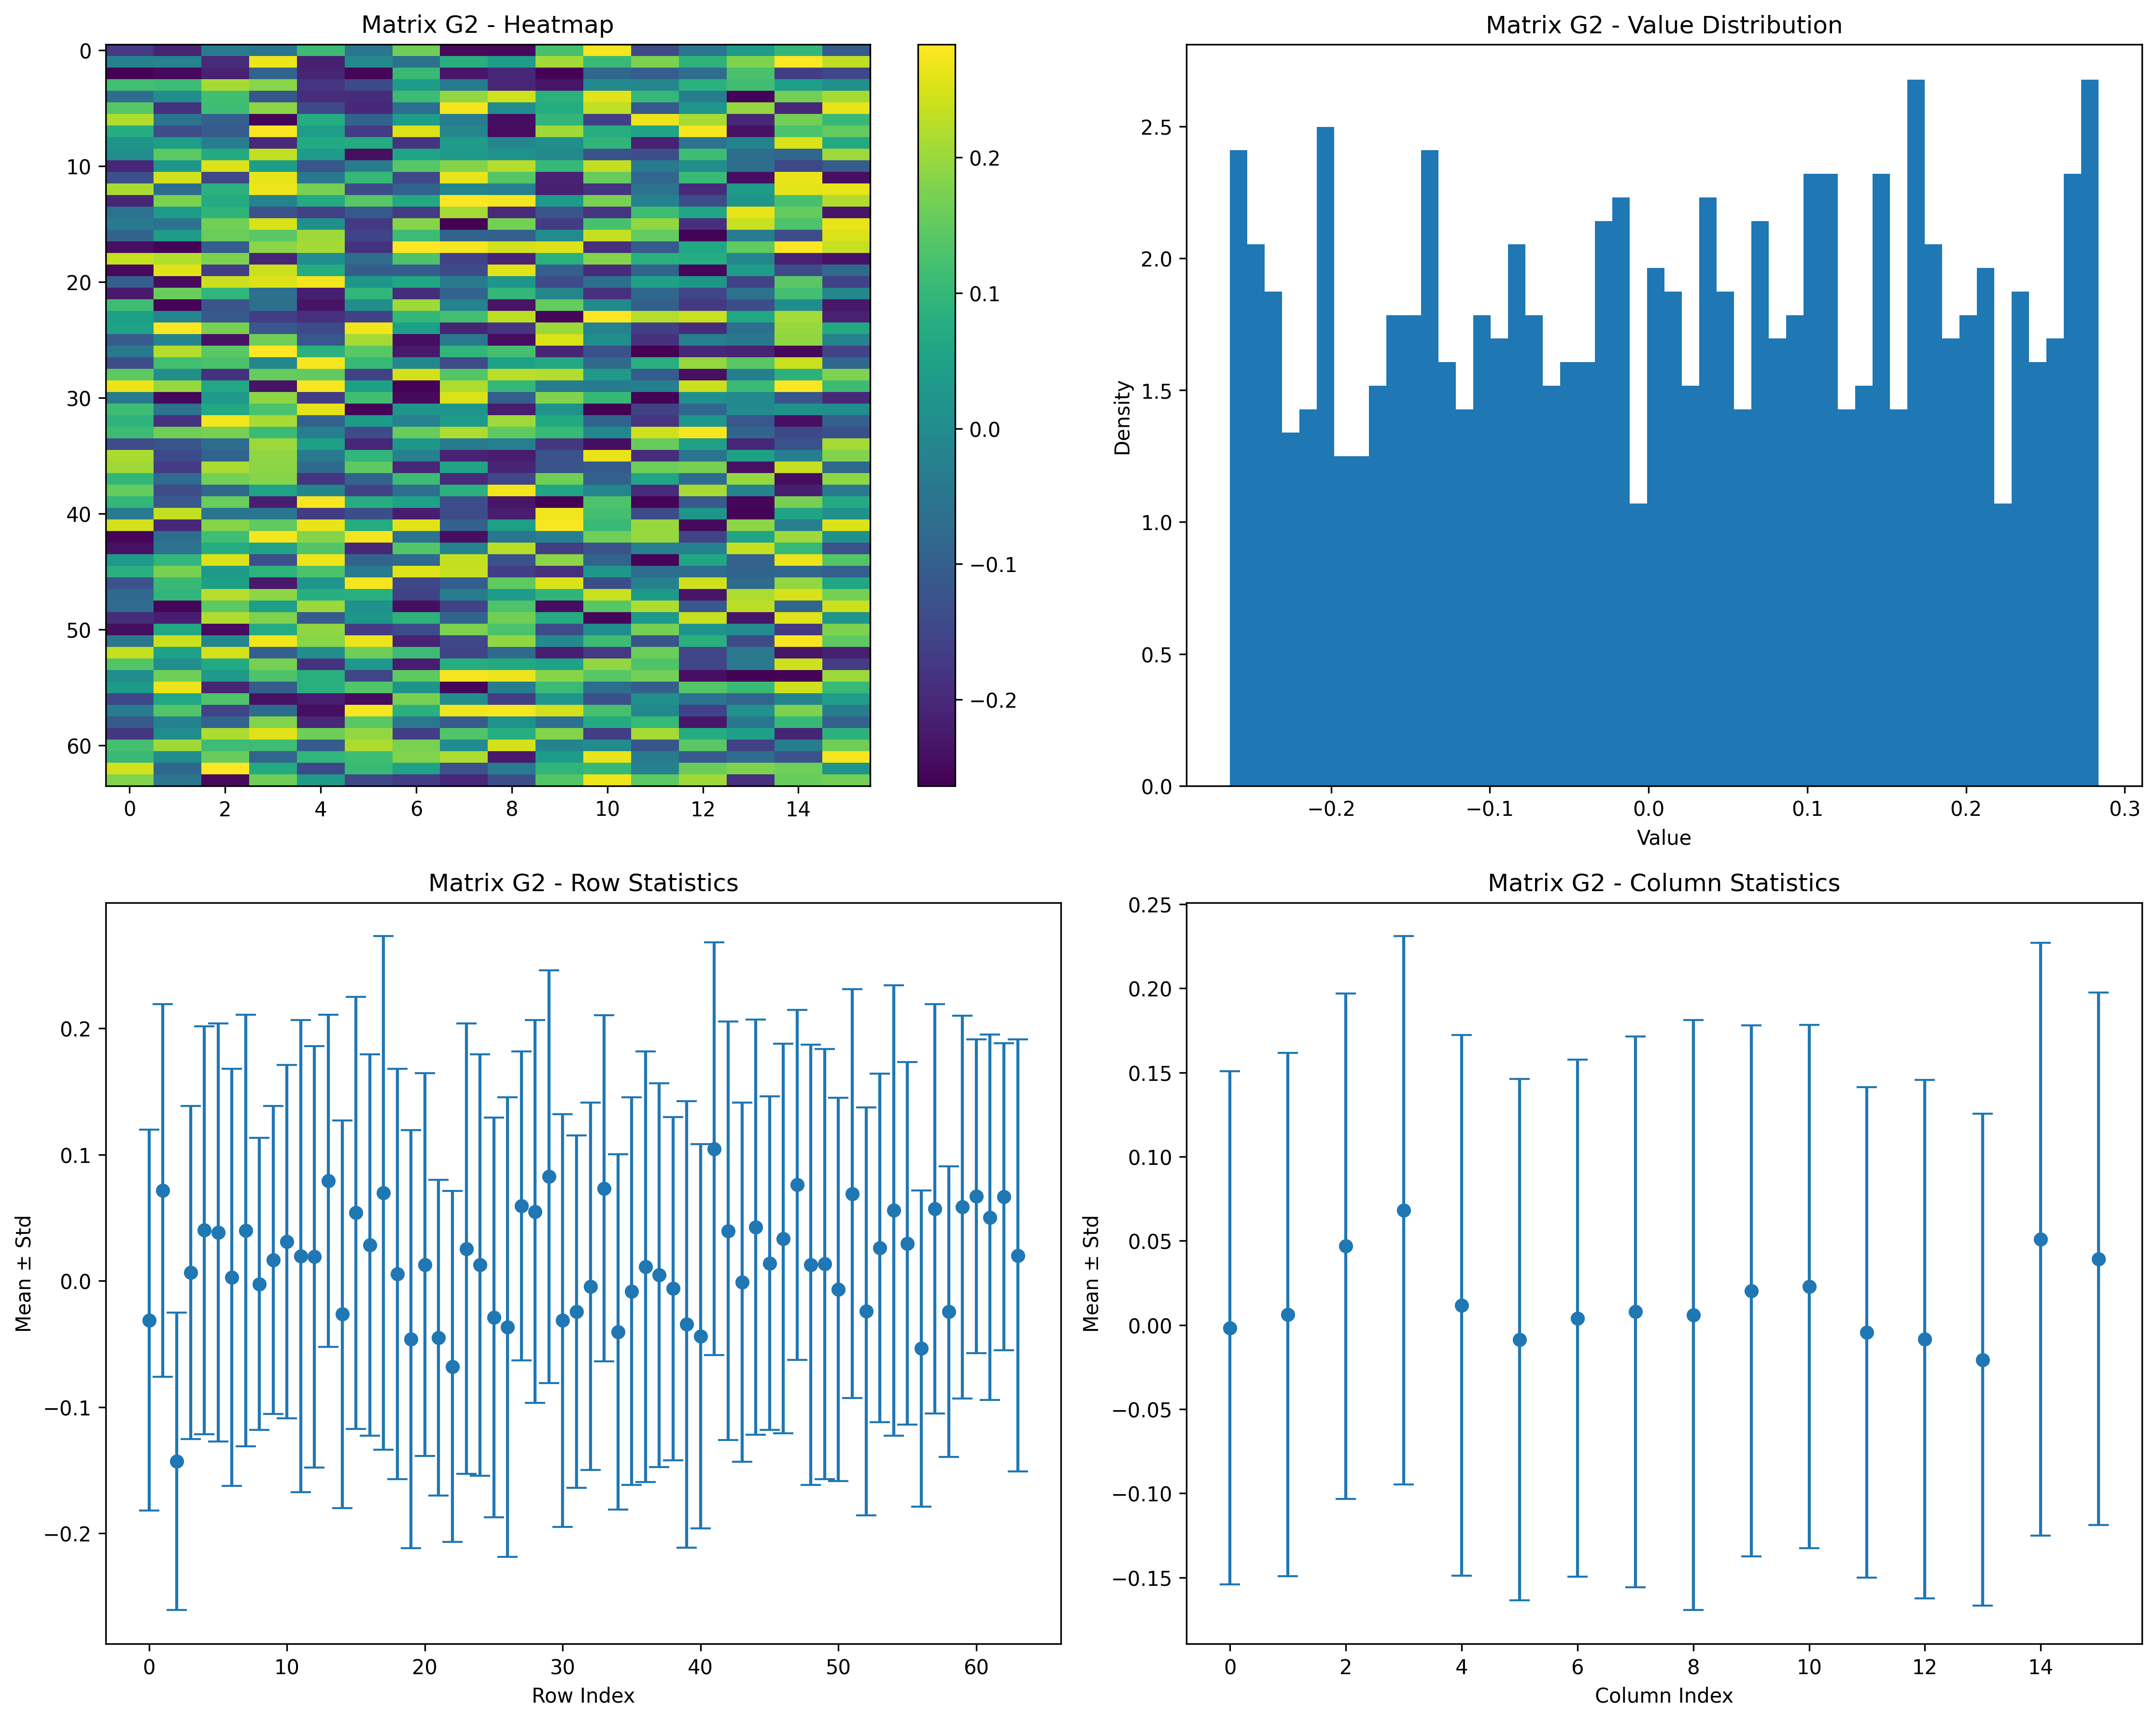 Matrix G2 - Heatmap
0
10
20
30
40
50
60
0 2 4 6 8 10 12 14
0.2
0.1
0.0
−0.1
−0.2
Matrix G2 - Value Distribution
Density
2.5
2.0
1.5
1.0
0.5
0.0
−0.2 −0.1 0.0 0.1 0.2 0.3
Value
Matrix G2 - Row Statistics
Mean ± Std
0.2
0.1
0.0
−0.1
−0.2
0 10 20 30 40 50 60
Row Index
Matrix G2 - Column Statistics
Mean ± Std
0.25
0.20
0.15
0.10
0.05
0.00
−0.05
−0.10
−0.15
0 2 4 6 8 10 12 14
Column Index